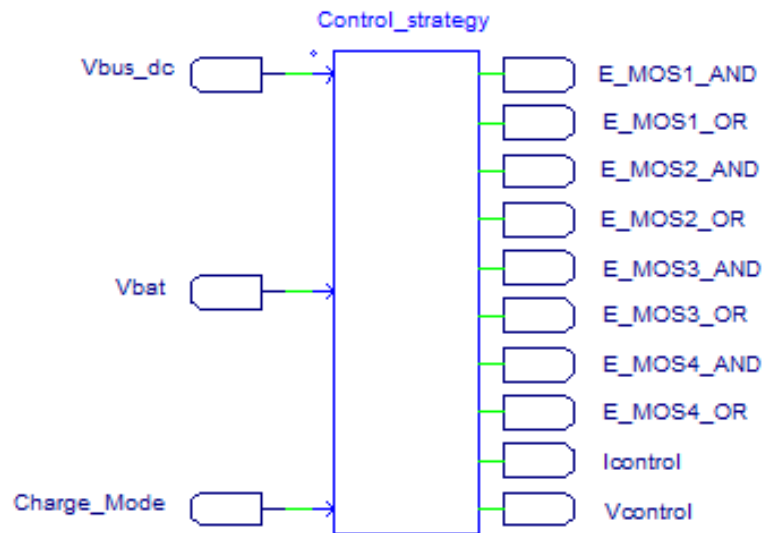 Control_strategy
Vbus_dc
Vbat
Charge_Mode
E_MOS1_AND
E_MOS1_OR
E_MOS2_AND
E_MOS2_OR
E_MOS3_AND
E_MOS3_OR
E_MOS4_AND
E_MOS4_OR
Icontrol
Vcontrol